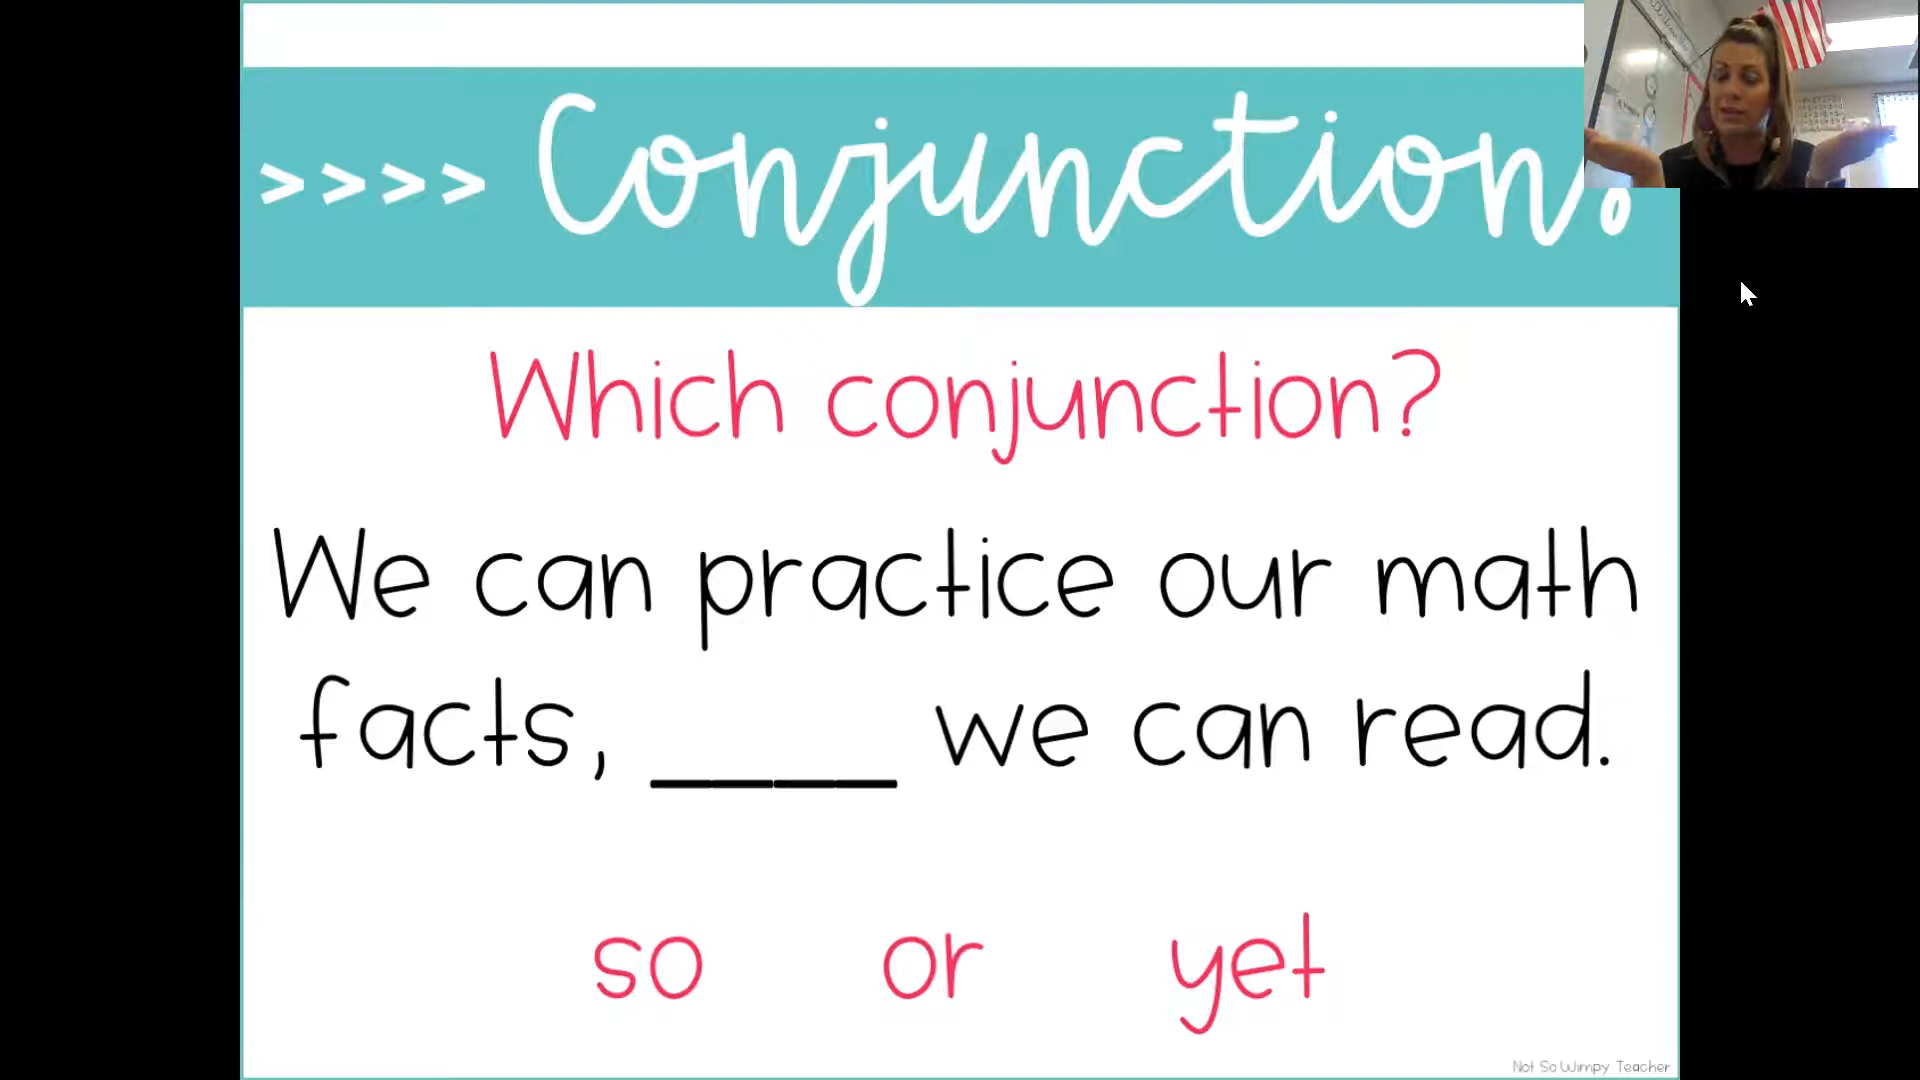 >>>> Conjunction
Which conjunction?
We can practice our math
facts, ____ we can read.
so or yet
Not So Wimpy Teacher